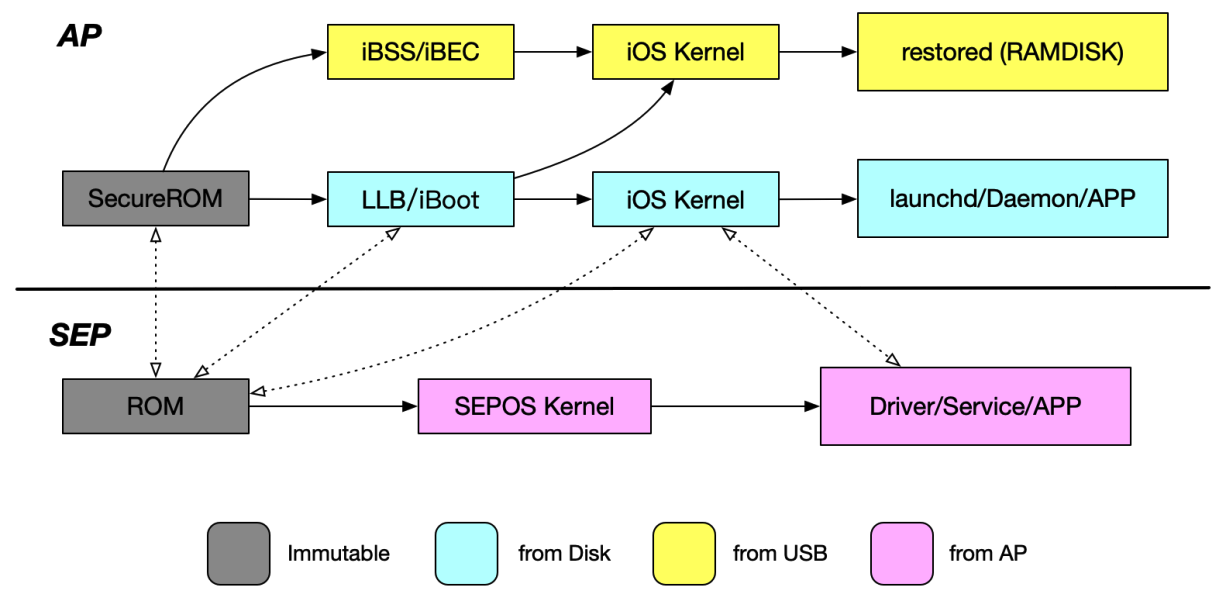 AP
iBSS/iBEC
iOS Kernel
restored (RAMDISK)
SecureROM
LLB/iBoot
iOS Kernel
launchd/Daemon/APP
SEP
ROM
SEPOS Kernel
Driver/Service/APP
Immutable
from Disk
from USB
from AP